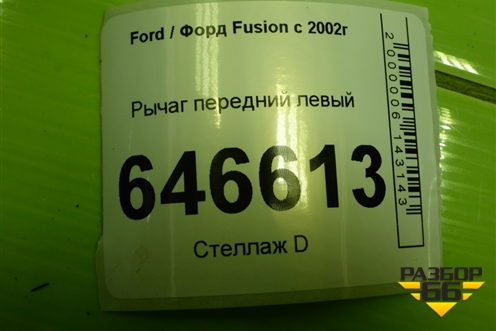 Ford / Форд Fusion с 2002г
Рычаг передний левый
646613
Стеллаж D
2000006143143
РАЗБОР
66